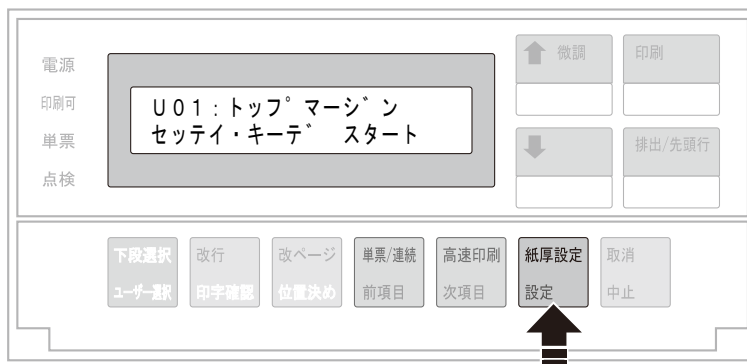 電源
印刷可
単票
点検
U01:トップ゚マージ゙ン
セッテイ・キーデ゙ スタート
微調
印刷
排出/先頭行
下段選択
ユーザー選択
改行
印字確認
改ページ
位置決め
単票/連続
前項目
高速印刷
次項目
紙厚設定
設定
取消
中止